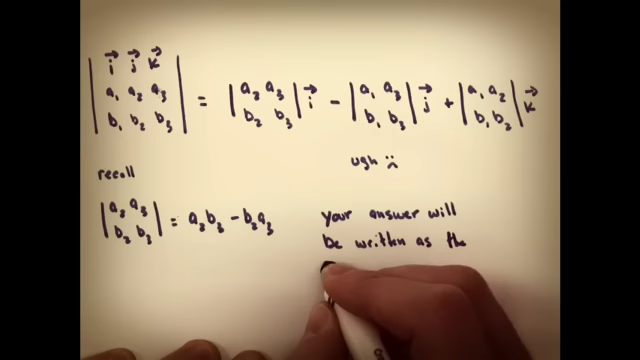 | i⃗ j⃗ k⃗ |
| a₁ a₂ a₃ | = | a₂ a₃ | i⃗ − | a₁ a₃ | j⃗ + | a₁ a₂ | k⃗
| b₁ b₂ b₃ | | b₂ b₃ | | b₁ b₃ | | b₁ b₂ |
ugh :(
recall
| a₂ a₃ | = a₂b₃ − b₂a₃
| b₂ b₃ |
your answer will
be written as the